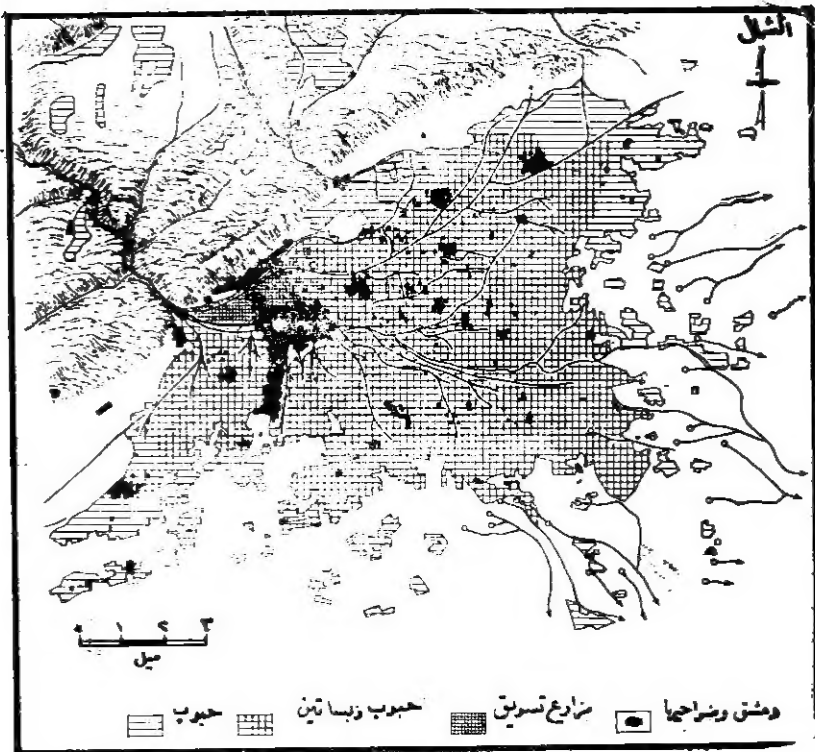 الشمال
٠ ١ ٢ ٣
ميل
دمشق وضواحيها مزارع تسويق حبوب وبساتين حبوب